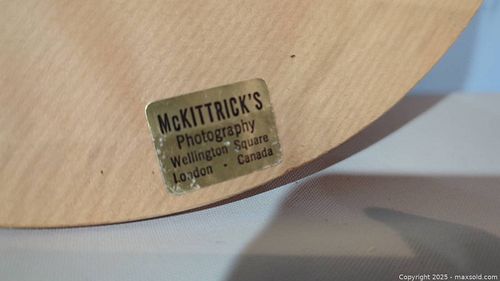 McKITTRICK'S
Photography
Wellington Square
London - Canada
Copyright 2025 - maxsold.com